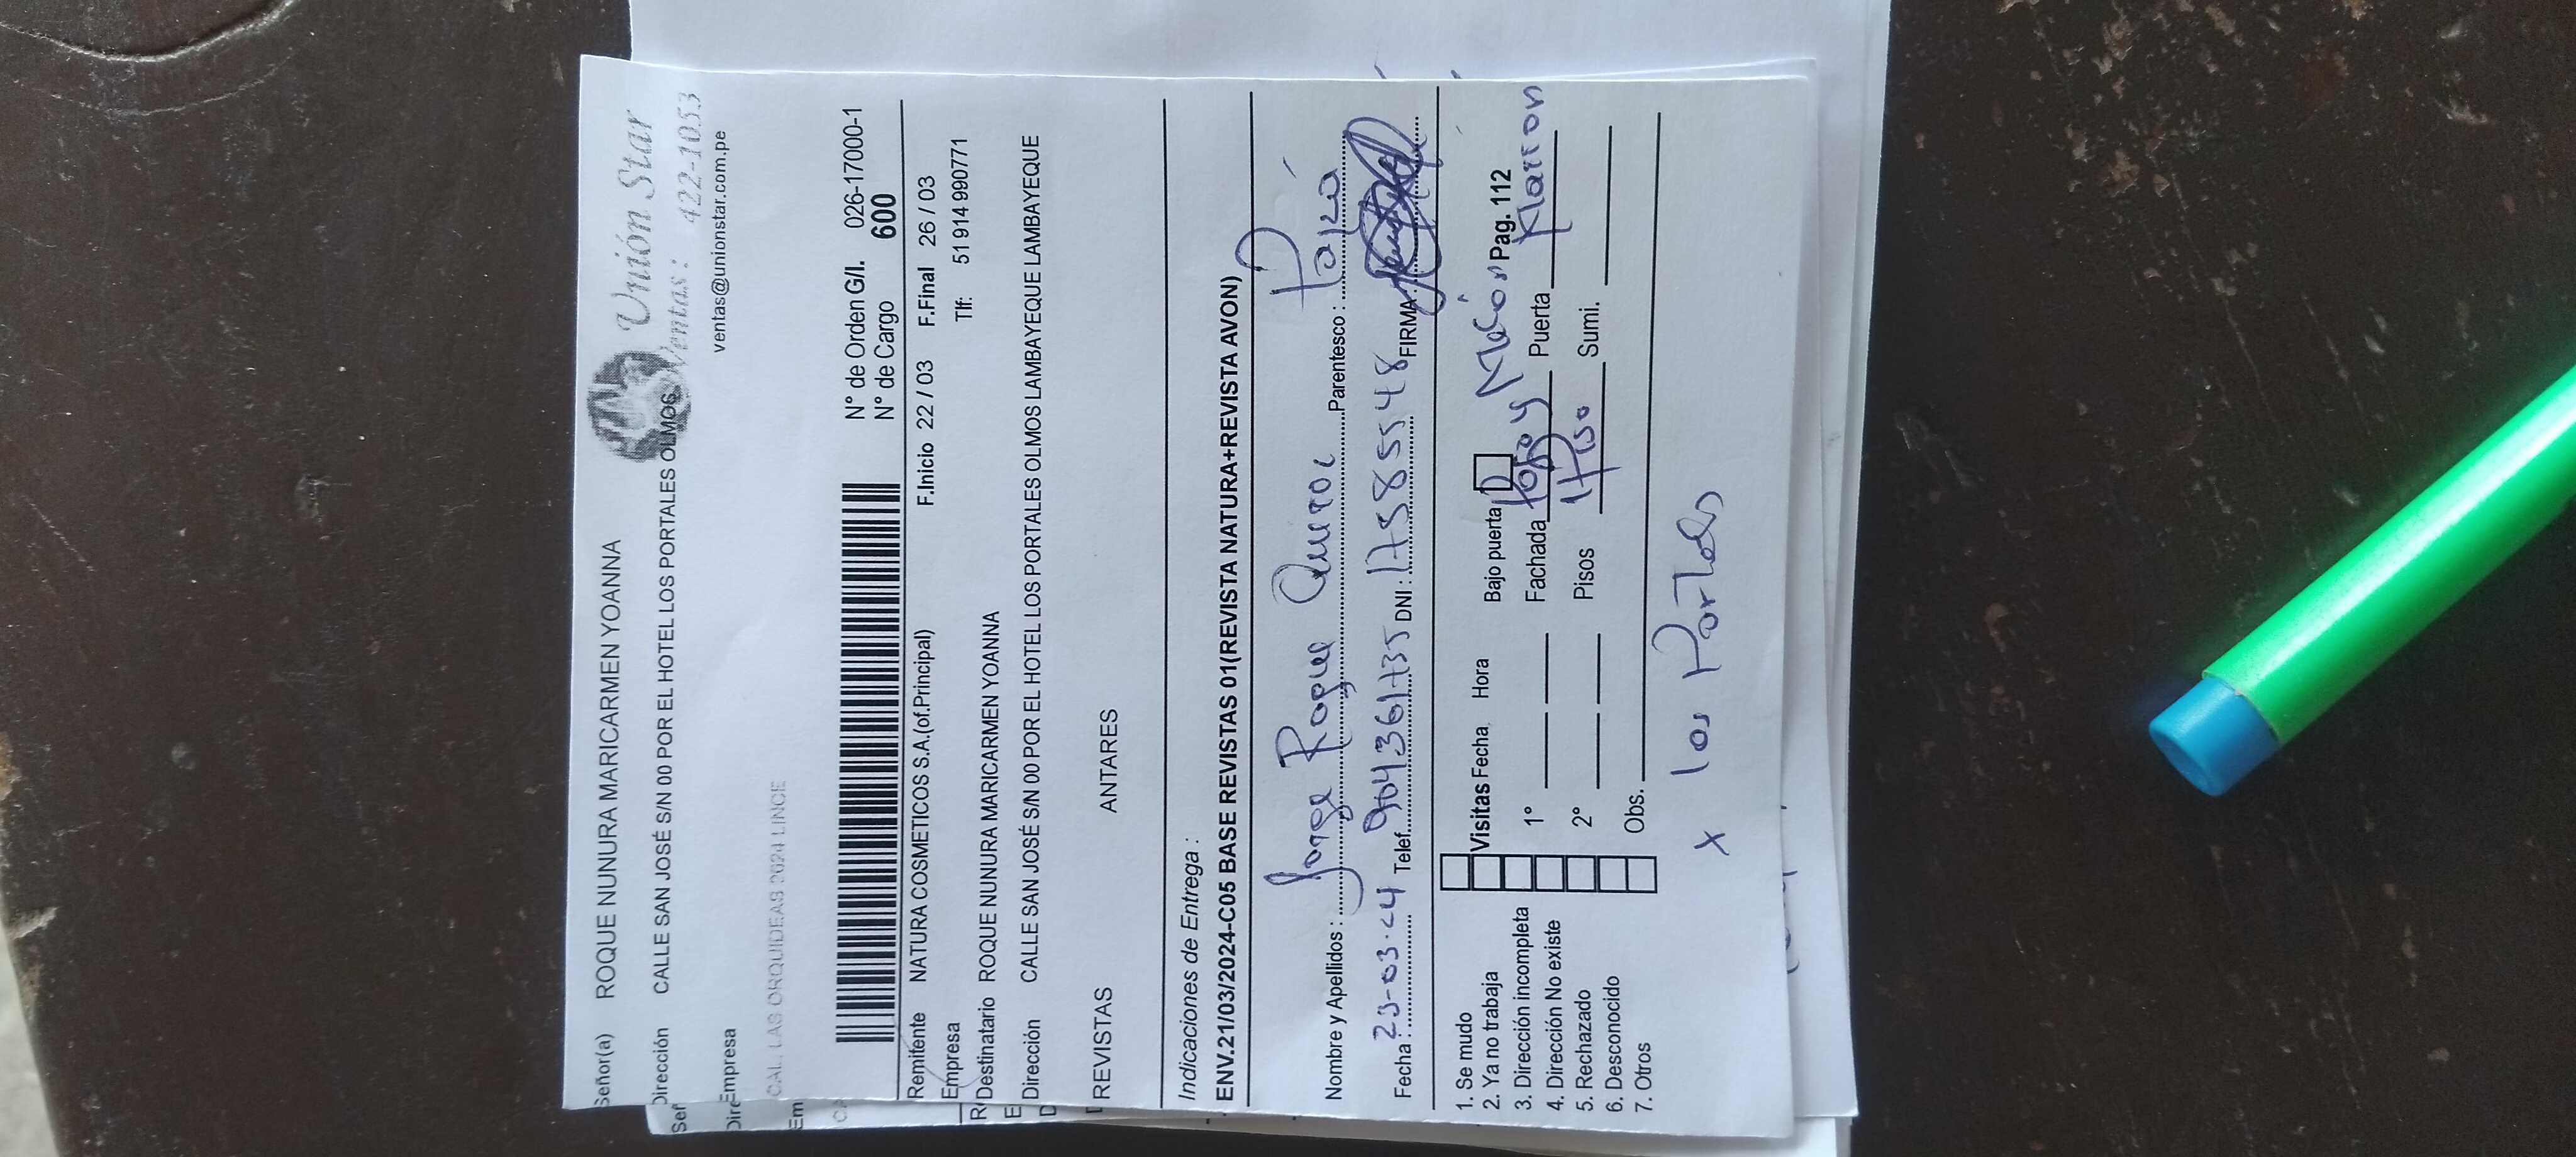 Señor(a) ROQUE NUNURA MARICARMEN YOANNA
Unión Star
Dirección CALLE SAN JOSÉ S/N 00 POR EL HOTEL LOS PORTALES OLMOS
Ventas: 422-1053
Empresa
ventas@unionstar.com.pe
CAL. LAS ORQUIDEAS 2624 LINCE
N° de Orden G/I. 026-17000-1
N° de Cargo 600
Remitente NATURA COSMETICOS S.A.(of.Principal) F.Inicio 22 / 03 F.Final 26 / 03
Empresa Tlf: 51 914 990771
Destinatario ROQUE NUNURA MARICARMEN YOANNA
Dirección CALLE SAN JOSÉ S/N 00 POR EL HOTEL LOS PORTALES OLMOS LAMBAYEQUE LAMBAYEQUE
REVISTAS ANTARES
Indicaciones de Entrega :
ENV.21/03/2024-C05 BASE REVISTAS 01(REVISTA NATURA+REVISTA AVON)
Nombre y Apellidos : Jorge Roque Parentesco : Papá
Fecha : 23-03-24 Telef. DNI : 17585548 FIRMA :
1. Se mudo
2. Ya no trabaja Visitas Fecha Hora Bajo puerta
3. Dirección incompleta 1° Fachada y Pag. 112
4. Dirección No existe Puerta Marron
5. Rechazado 2° Pisos 1 Piso Sumi.
6. Desconocido
7. Otros Obs.
x los Portales